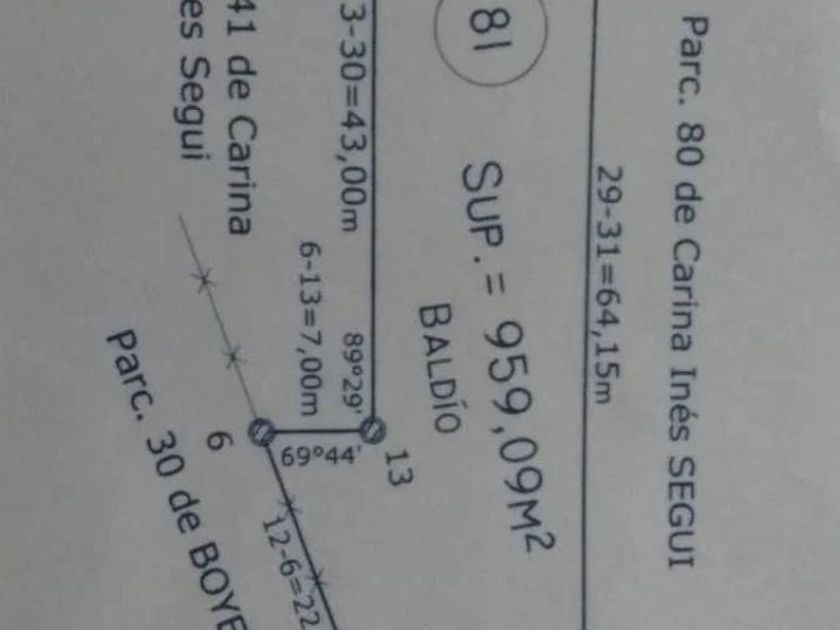 Parc. 80 de Carina Inés SEGUI
29-31=64,15m
81
SUP. = 959,09M²
BALDÍO
3-30=43,00m
89°29'
13
6-13=7,00m
69°44'
41 de Carina
es Segui
6
12-6=22
Parc. 30 de BOYE